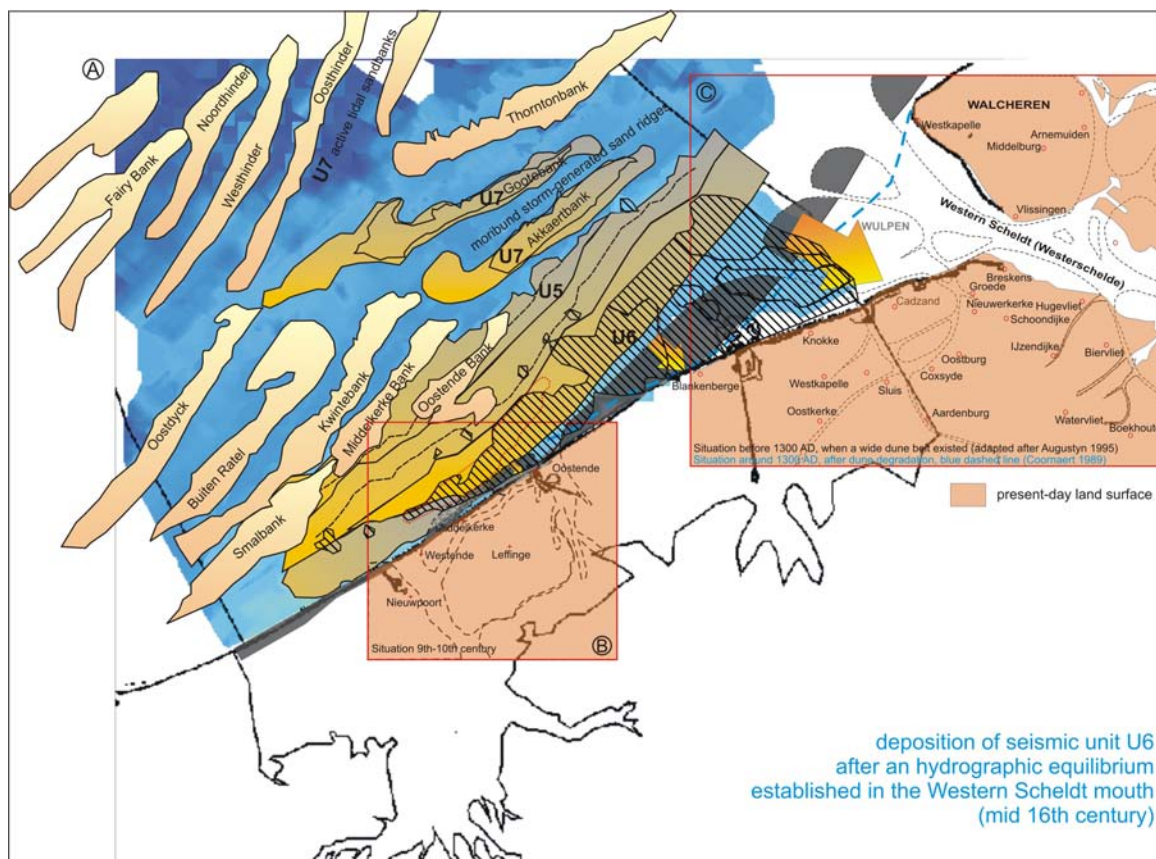 A
Noordhinder
Fairy Bank
Westhinder
Oosthinder
U7 active tidal sandbanks
Thorntonbank
U7
Gootebank
moribund storm-generated sand ridges
Akkaertbank
U7
U5
U6
Oostdyck
Buiten Ratel
Kwintebank
Middelkerke Bank
Oostende Bank
Smalbank
C
WALCHEREN
Westkapelle
Arnemuiden
Middelburg
Vlissingen
Western Scheldt (Westerschelde)
WULPEN
Breskens
Groede
Cadzand
Nieuwerkerke
Hugevliet
Schoondijke
Knokke
IJzendijke
Biervliet
Oostburg
Blankenberge
Westkapelle
Sluis
Coxsyde
Oostkerke
Aardenburg
Watervliet
Boekhoute
Situation before 1300 AD, when a wide dune belt existed (adapted after Augustyn 1995)
Situation around 1300 AD, after dune degradation, blue dashed line (Coornaert 1989)
present-day land surface
Oostende
Middelkerke
Westende
Leffinge
Nieuwpoort
Situation 9th-10th century
B
deposition of seismic unit U6
after an hydrographic equilibrium
established in the Western Scheldt mouth
(mid 16th century)